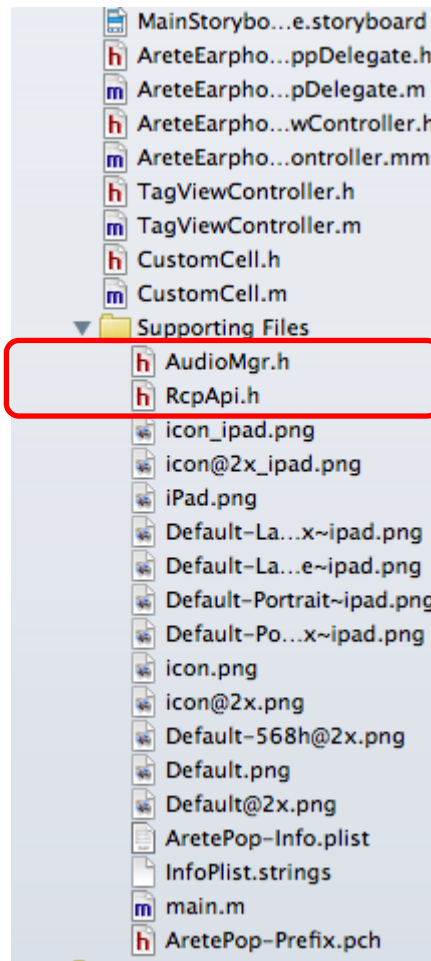 MainStorybo...e.storyboard
h AreteEarpho...ppDelegate.h
m AreteEarpho...pDelegate.m
h AreteEarpho...wController.h
m AreteEarpho...ontroller.mm
h TagViewController.h
m TagViewController.m
h CustomCell.h
m CustomCell.m
Supporting Files
h AudioMgr.h
h RcpApi.h
icon_ipad.png
icon@2x_ipad.png
iPad.png
Default-La...x~ipad.png
Default-La...e~ipad.png
Default-Portrait~ipad.png
Default-Po...x~ipad.png
icon.png
icon@2x.png
Default-568h@2x.png
Default.png
Default@2x.png
AretePop-Info.plist
InfoPlist.strings
m main.m
h AretePop-Prefix.pch